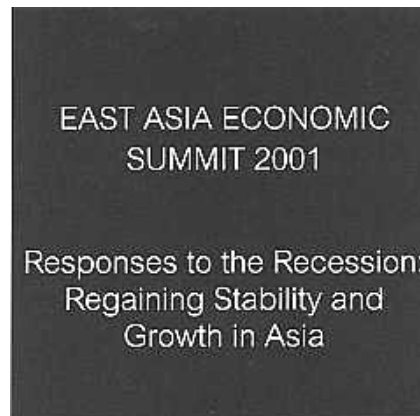 EAST ASIA ECONOMIC
SUMMIT 2001
Responses to the Recession:
Regaining Stability and
Growth in Asia